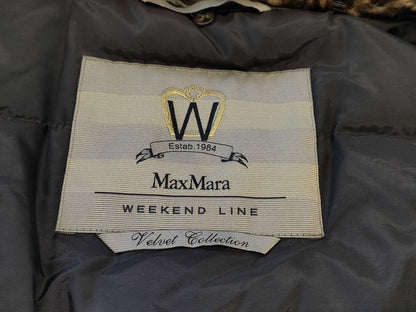 W
Estab.1984
MaxMara
WEEKEND LINE
Velvet Collection